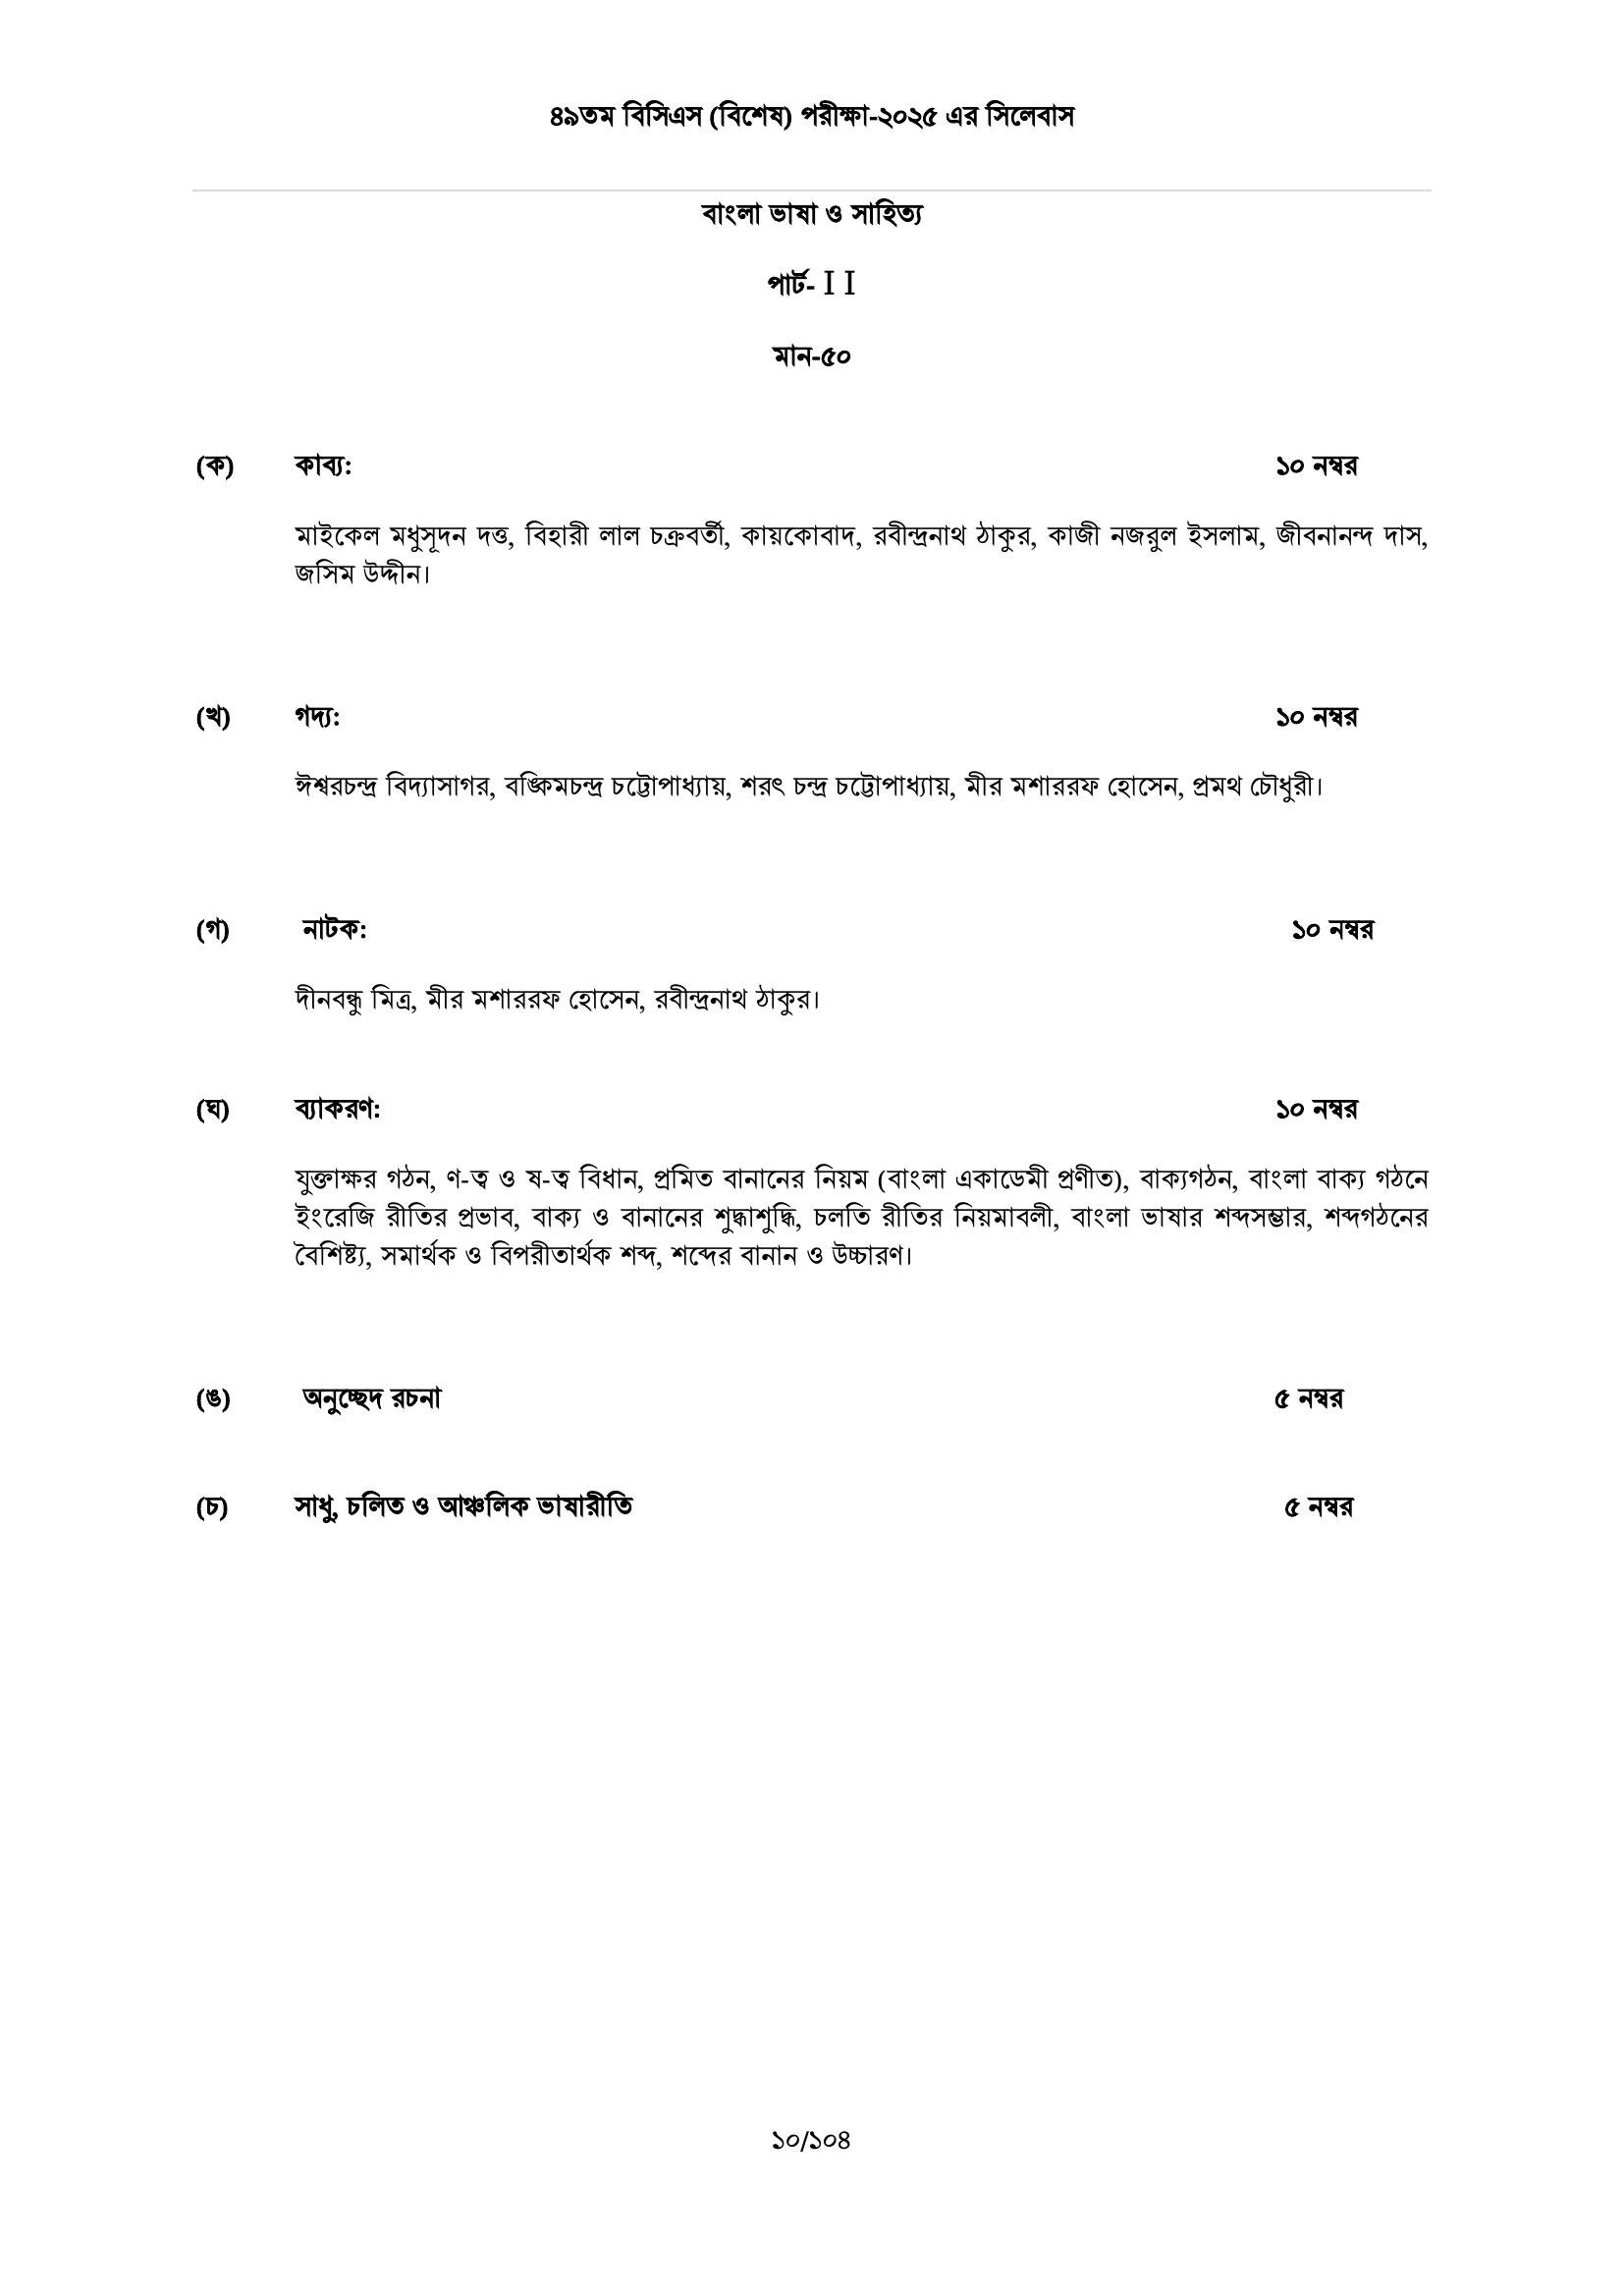 ৪৯তম বিসিএস (বিশেষ) পরীক্ষা-২০২৫ এর সিলেবাস
বাংলা ভাষা ও সাহিত্য
পার্ট- I I
মান-৫০
(ক) কাব্য: ১০ নম্বর
মাইকেল মধুসূদন দত্ত, বিহারী লাল চক্রবর্তী, কায়কোবাদ, রবীন্দ্রনাথ ঠাকুর, কাজী নজরুল ইসলাম, জীবনানন্দ দাস,
জসিম উদ্দীন।
(খ) গদ্য: ১০ নম্বর
ঈশ্বরচন্দ্র বিদ্যাসাগর, বঙ্কিমচন্দ্র চট্টোপাধ্যায়, শরৎ চন্দ্র চট্টোপাধ্যায়, মীর মশাররফ হোসেন, প্রমথ চৌধুরী।
(গ) নাটক: ১০ নম্বর
দীনবন্ধু মিত্র, মীর মশাররফ হোসেন, রবীন্দ্রনাথ ঠাকুর।
(ঘ) ব্যাকরণ: ১০ নম্বর
যুক্তাক্ষর গঠন, ণ-ত্ব ও ষ-ত্ব বিধান, প্রমিত বানানের নিয়ম (বাংলা একাডেমী প্রণীত), বাক্যগঠন, বাংলা বাক্য গঠনে
ইংরেজি রীতির প্রভাব, বাক্য ও বানানের শুদ্ধাশুদ্ধি, চলতি রীতির নিয়মাবলী, বাংলা ভাষার শব্দসম্ভার, শব্দগঠনের
বৈশিষ্ট্য, সমার্থক ও বিপরীতার্থক শব্দ, শব্দের বানান ও উচ্চারণ।
(ঙ) অনুচ্ছেদ রচনা ৫ নম্বর
(চ) সাধু, চলিত ও আঞ্চলিক ভাষারীতি ৫ নম্বর
১০/১০৪